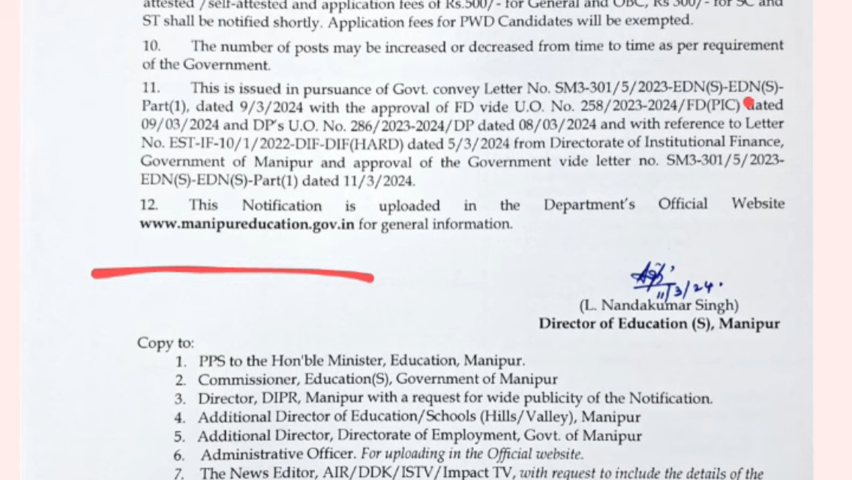 attested /self-attested and application fees of Rs.500/- for General and OBC, Rs 300/- for SC and
ST shall be notified shortly. Application fees for PWD Candidates will be exempted.
10. The number of posts may be increased or decreased from time to time as per requirement
of the Government.
11. This is issued in pursuance of Govt. convey Letter No. SM3-301/5/2023-EDN(S)-EDN(S)-
Part(1), dated 9/3/2024 with the approval of FD vide U.O. No. 258/2023-2024/FD(PIC) dated
09/03/2024 and DP's U.O. No. 286/2023-2024/DP dated 08/03/2024 and with reference to Letter
No. EST-IF-10/1/2022-DIF-DIF(HARD) dated 5/3/2024 from Directorate of Institutional Finance,
Government of Manipur and approval of the Government vide letter no. SM3-301/5/2023-
EDN(S)-EDN(S)-Part(1) dated 11/3/2024.
12. This Notification is uploaded in the Department's Official Website
www.manipureducation.gov.in for general information.
11/3/24.
(L. Nandakumar Singh)
Director of Education (S), Manipur
Copy to:
1. PPS to the Hon'ble Minister, Education, Manipur.
2. Commissioner, Education(S), Government of Manipur
3. Director, DIPR, Manipur with a request for wide publicity of the Notification.
4. Additional Director of Education/Schools (Hills/Valley), Manipur
5. Additional Director, Directorate of Employment, Govt. of Manipur
6. Administrative Officer. For uploading in the Official website.
7. The News Editor, AIR/DDK/ISTV/Impact TV, with request to include the details of the